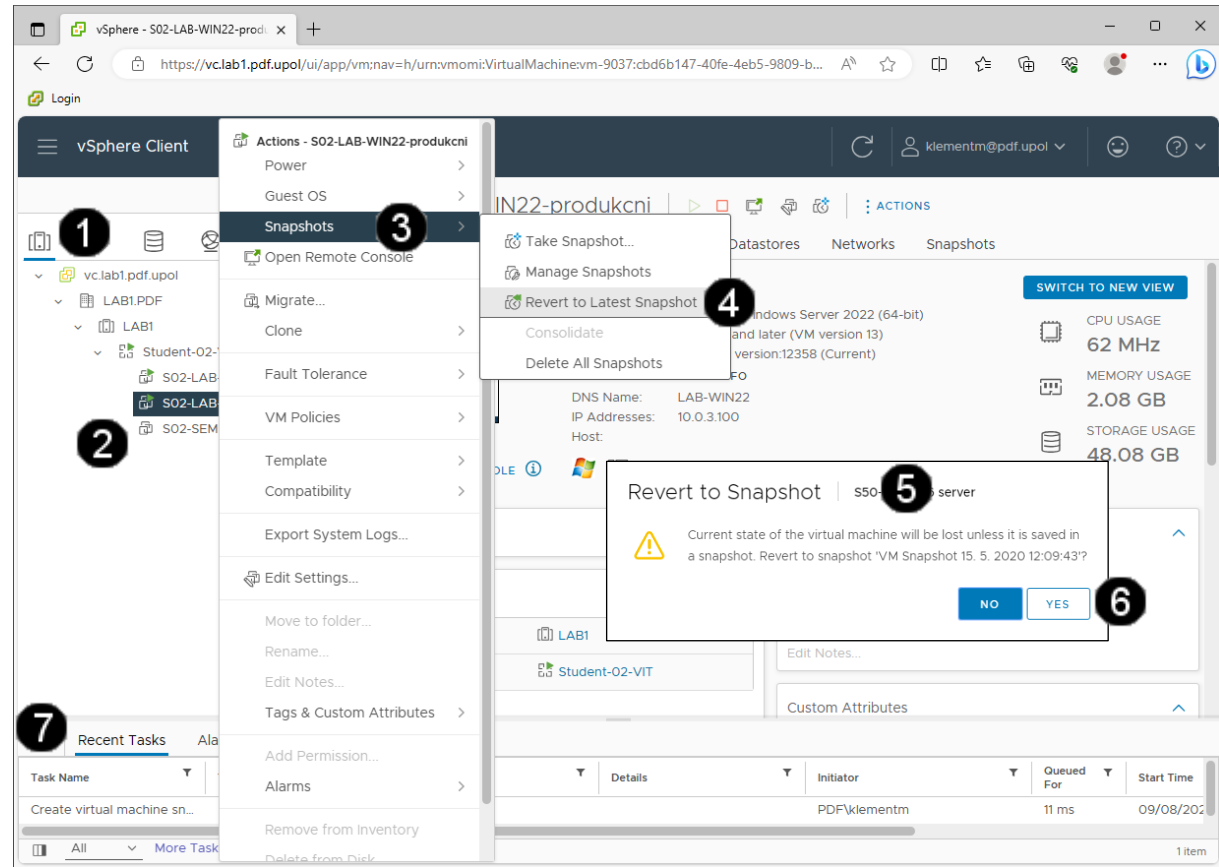 vSphere - S02-LAB-WIN22-produ
https://vc.lab1.pdf.upol/ui/app/vm;nav=h/urn:vmomi:VirtualMachine:vm-9037:cbd6b147-40fe-4eb5-9809-b...
Login
vSphere Client
klementm@pdf.upol
IN22-produkcni
ACTIONS
Datastores Networks Snapshots
1
vc.lab1.pdf.upol
LAB1.PDF
LAB1
Student-02-
S02-LAB-
S02-LAB-
S02-SEM
2
Actions - S02-LAB-WIN22-produkcni
Power
Guest OS
Snapshots
3
Open Remote Console
Migrate...
Clone
Fault Tolerance
VM Policies
Template
Compatibility
Export System Logs...
Edit Settings...
Move to folder...
Rename...
Edit Notes...
Tags & Custom Attributes
Add Permission...
Alarms
Remove from Inventory
Delete from Disk
Take Snapshot...
Manage Snapshots
Revert to Latest Snapshot
4
Consolidate
Delete All Snapshots
SWITCH TO NEW VIEW
ndows Server 2022 (64-bit)
and later (VM version 13)
version:12358 (Current)
FO
DNS Name: LAB-WIN22
IP Addresses: 10.0.3.100
Host:
CPU USAGE
62 MHz
MEMORY USAGE
2.08 GB
STORAGE USAGE
48.08 GB
OLE
Revert to Snapshot S50- 5 server
Current state of the virtual machine will be lost unless it is saved in
a snapshot. Revert to snapshot 'VM Snapshot 15. 5. 2020 12:09:43'?
NO YES
6
LAB1
Student-02-VIT
Edit Notes...
Custom Attributes
7
Recent Tasks Ala
Task Name Details Initiator Queued For Start Time
Create virtual machine sn... PDF\klementm 11 ms 09/08/202
All More Task
1 item